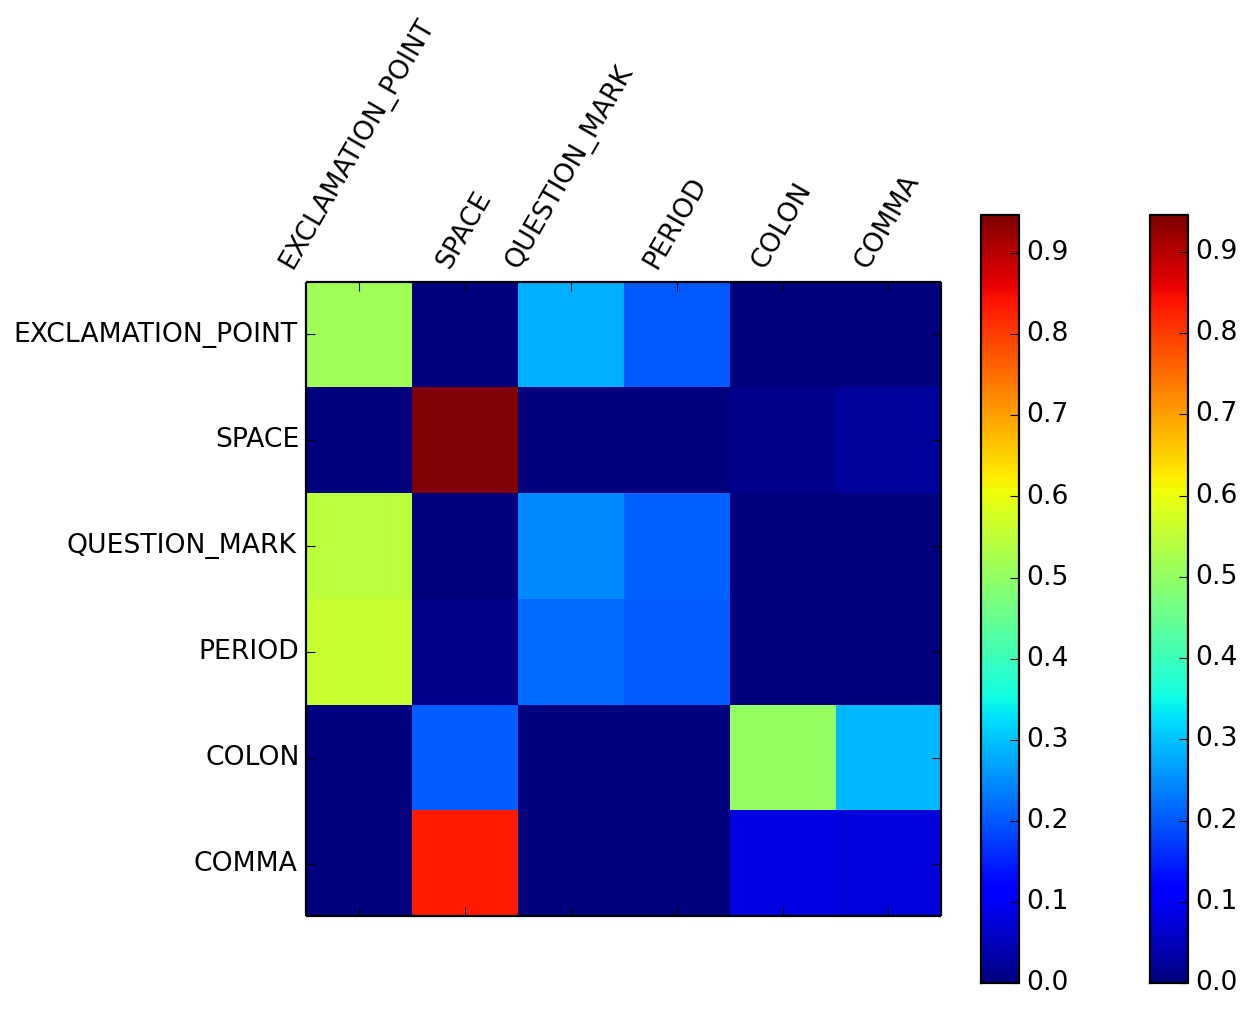 EXCLAMATION_POINT
SPACE
QUESTION_MARK
PERIOD
COLON
COMMA
EXCLAMATION_POINT
SPACE
QUESTION_MARK
PERIOD
COLON
COMMA
0.9
0.8
0.7
0.6
0.5
0.4
0.3
0.2
0.1
0.0
0.9
0.8
0.7
0.6
0.5
0.4
0.3
0.2
0.1
0.0